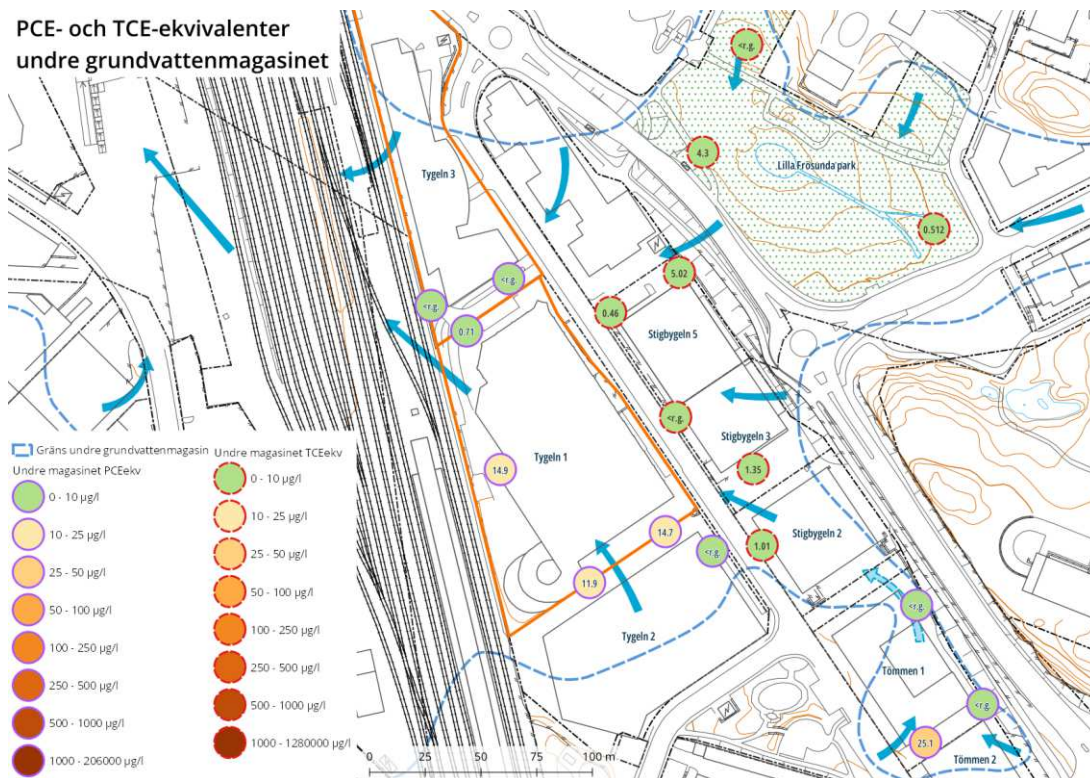 PCE- och TCE-ekvivalenter
undre grundvattenmagasinet
<r.g.
4.3
Lilla Frösunda park
0.512
Tygeln 3
<r.g.
<r.g.
0.71
5.02
0.46
Stigbygeln 5
<r.g.
Stigbygeln 3
1.35
Tygeln 1
14.9
14.7
<r.g.
1.01
Stigbygeln 2
11.9
Tygeln 2
<r.g.
Tömmen 1
<r.g.
25.1
Tömmen 2
Gräns undre grundvattenmagasin
Undre magasinet PCEekv
0 - 10 µg/l
10 - 25 µg/l
25 - 50 µg/l
50 - 100 µg/l
100 - 250 µg/l
250 - 500 µg/l
500 - 1000 µg/l
1000 - 206000 µg/l
Undre magasinet TCEekv
0 - 10 µg/l
10 - 25 µg/l
25 - 50 µg/l
50 - 100 µg/l
100 - 250 µg/l
250 - 500 µg/l
500 - 1000 µg/l
1000 - 1280000 µg/l
0 25 50 75 100 m